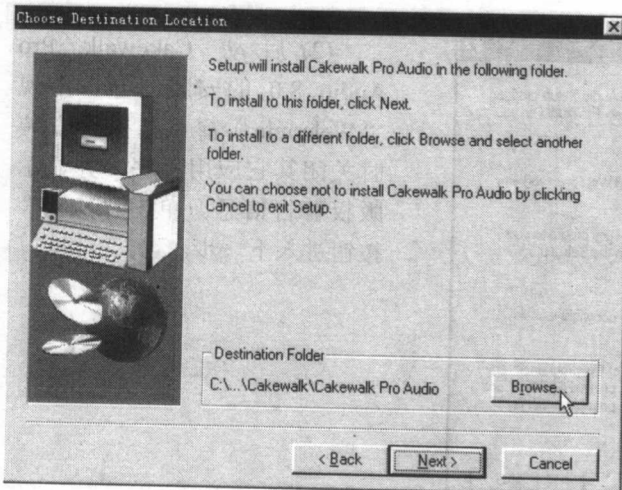 Choose Destination Location
Setup will install Cakewalk Pro Audio in the following folder.
To install to this folder, click Next.
To install to a different folder, click Browse and select another
folder.
You can choose not to install Cakewalk Pro Audio by clicking
Cancel to exit Setup.
Destination Folder
C:\...\Cakewalk\Cakewalk Pro Audio
Browse...
< Back
Next >
Cancel